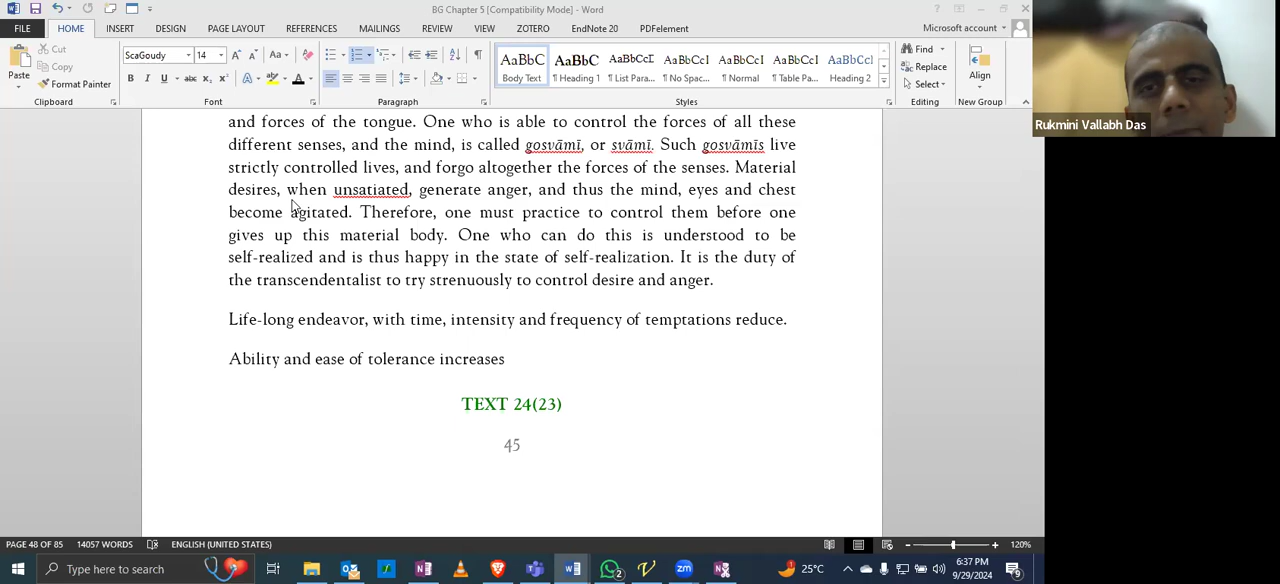 BG Chapter 5 [Compatibility Mode] - Word
FILE HOME INSERT DESIGN PAGE LAYOUT REFERENCES MAILINGS REVIEW VIEW ZOTERO EndNote 20 PDFelement Microsoft account
Paste Cut Copy Format Painter
ScaGoudy 14
AaBbC AaBbC AaBbCcI AaBbCcI AaBbCcI AaBbCcI AaBbCcl
Body Text ¶ Heading 1 ¶ List Para... ¶ No Spac... ¶ Normal ¶ Table Pa... Heading 2
Find Replace Select
Align
Clipboard Font Paragraph Styles Editing New Group
Rukmini Vallabh Das
and forces of the tongue. One who is able to control the forces of all these
different senses, and the mind, is called gosvāmī, or svāmī. Such gosvāmīs live
strictly controlled lives, and forgo altogether the forces of the senses. Material
desires, when unsatiated, generate anger, and thus the mind, eyes and chest
become agitated. Therefore, one must practice to control them before one
gives up this material body. One who can do this is understood to be
self-realized and is thus happy in the state of self-realization. It is the duty of
the transcendentalist to try strenuously to control desire and anger.
Life-long endeavor, with time, intensity and frequency of temptations reduce.
Ability and ease of tolerance increases
TEXT 24(23)
45
PAGE 48 OF 85 14057 WORDS ENGLISH (UNITED STATES) 120%
Type here to search 25°C 6:37 PM
9/29/2024